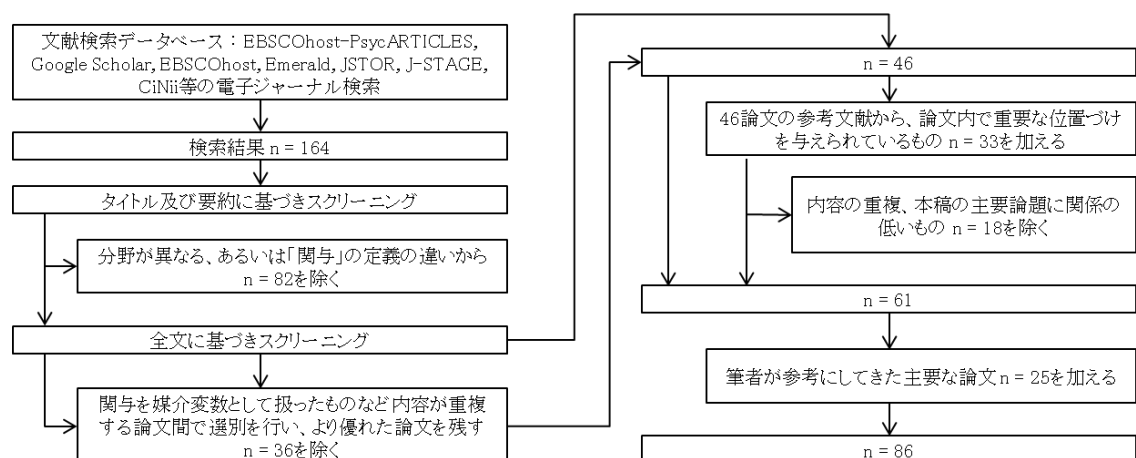 文献検索データベース：EBSCOhost-PsycARTICLES,
Google Scholar, EBSCOhost, Emerald, JSTOR, J-STAGE,
CiNii等の電子ジャーナル検索
検索結果 n = 164
タイトル及び要約に基づきスクリーニング
分野が異なる、あるいは「関与」の定義の違いから
n = 82を除く
全文に基づきスクリーニング
関与を媒介変数として扱ったものなど内容が重複
する論文間で選別を行い、より優れた論文を残す
n = 36を除く
n = 46
46論文の参考文献から、論文内で重要な位置づけ
を与えられているもの n = 33を加える
内容の重複、本稿の主要論題に関係の
低いもの n = 18を除く
n = 61
筆者が参考にしてきた主要な論文 n = 25を加える
n = 86